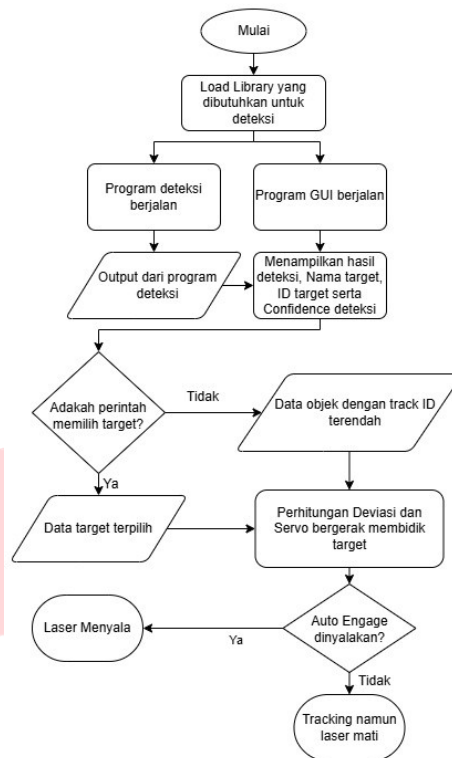 Mulai
Load Library yang
dibutuhkan untuk
deteksi
Program deteksi
berjalan
Program GUI berjalan
Output dari program
deteksi
Menampilkan hasil
deteksi, Nama target,
ID target serta
Confidence deteksi
Adakah perintah
memilih target?
Tidak
Data objek dengan track ID
terendah
Ya
Data target terpilih
Perhitungan Deviasi dan
Servo bergerak membidik
target
Auto Engage
dinyalakan?
Ya
Laser Menyala
Tidak
Tracking namun
laser mati